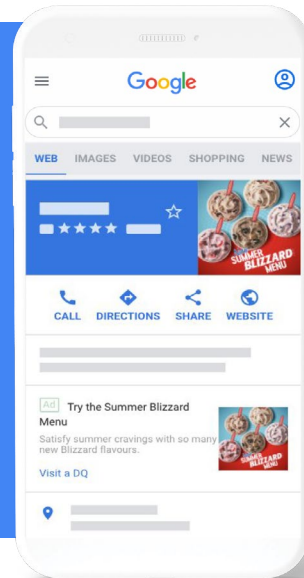 Google
WEB IMAGES VIDEOS SHOPPING NEWS
SUMMER
BLIZZARD
MENU
CALL DIRECTIONS SHARE WEBSITE
Ad Try the Summer Blizzard
Menu
Satisfy summer cravings with so many
new Blizzard flavours.
SUMMER
BLIZZARD
MENU
Visit a DQ